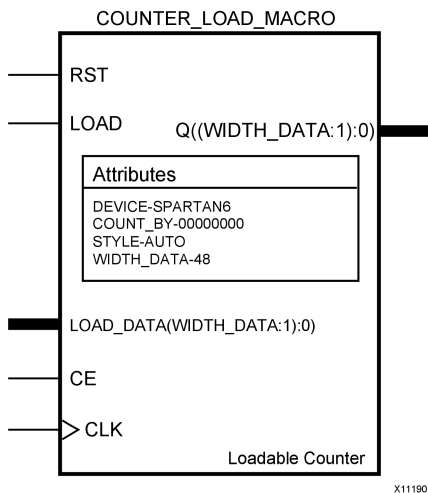 COUNTER_LOAD_MACRO
RST
LOAD
Q((WIDTH_DATA:1):0)
Attributes
DEVICE-SPARTAN6
COUNT_BY-00000000
STYLE-AUTO
WIDTH_DATA-48
LOAD_DATA(WIDTH_DATA:1):0)
CE
CLK
Loadable Counter
X11190